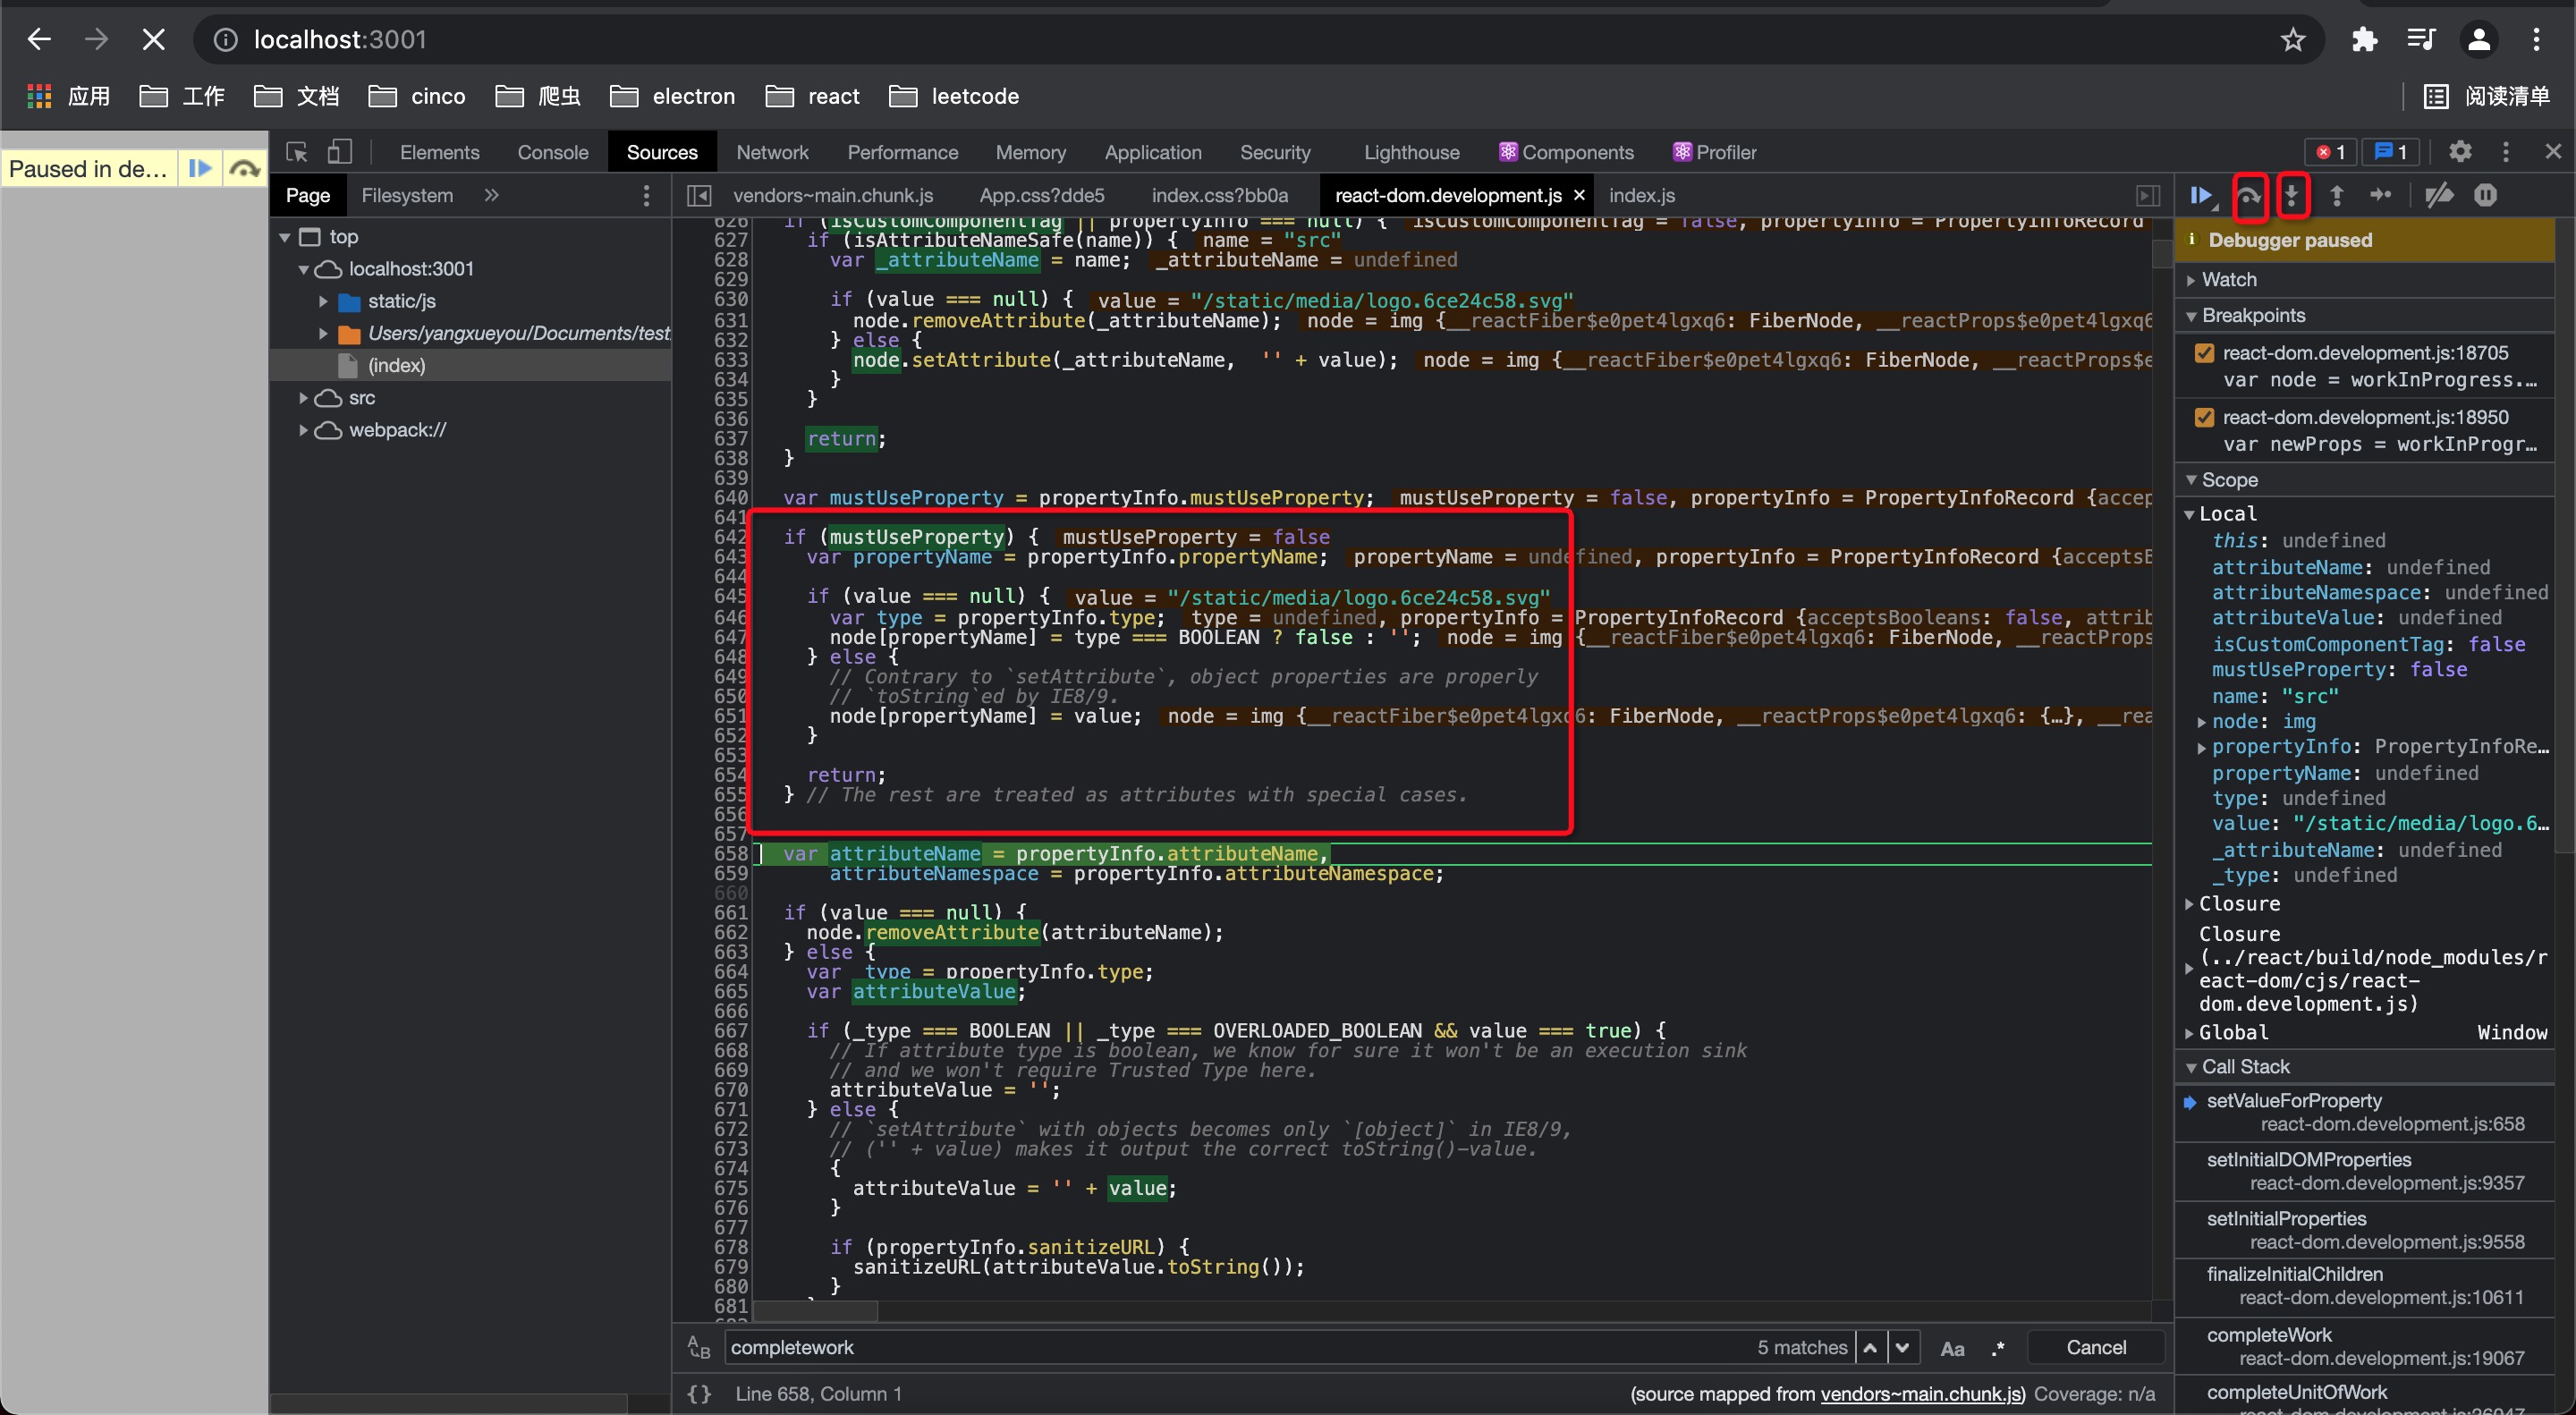 localhost:3001
应用 工作 文档 cinco 爬虫 electron react leetcode 阅读清单
Paused in de...
Elements Console Sources Network Performance Memory Application Security Lighthouse Components Profiler 1 1
Page Filesystem »
vendors~main.chunk.js App.css?dde5 index.css?bb0a react-dom.development.js × index.js
top
localhost:3001
static/js
Users/yangxueyou/Documents/test
(index)
src
webpack://
626 if (isCustomComponentTag || propertyInfo === null) { isCustomComponentTag = false, propertyInfo = PropertyInfoRecord
627 if (isAttributeNameSafe(name)) { name = "src"
628 var _attributeName = name; _attributeName = undefined
629
630 if (value === null) { value = "/static/media/logo.6ce24c58.svg"
631 node.removeAttribute(_attributeName); node = img {__reactFiber$e0pet4lgxq6: FiberNode, __reactProps$e0pet4lgxq6
632 } else {
633 node.setAttribute(_attributeName, '' + value); node = img {__reactFiber$e0pet4lgxq6: FiberNode, __reactProps$e
634 }
635 }
636
637 return;
638 }
639
640 var mustUseProperty = propertyInfo.mustUseProperty; mustUseProperty = false, propertyInfo = PropertyInfoRecord {accep
641
642 if (mustUseProperty) { mustUseProperty = false
643 var propertyName = propertyInfo.propertyName; propertyName = undefined, propertyInfo = PropertyInfoRecord {acceptsB
644
645 if (value === null) { value = "/static/media/logo.6ce24c58.svg"
646 var type = propertyInfo.type; type = undefined, propertyInfo = PropertyInfoRecord {acceptsBooleans: false, attrib
647 node[propertyName] = type === BOOLEAN ? false : ''; node = img {__reactFiber$e0pet4lgxq6: FiberNode, __reactProps
648 } else {
649 // Contrary to `setAttribute`, object properties are properly
650 // `toString`ed by IE8/9.
651 node[propertyName] = value; node = img {__reactFiber$e0pet4lgxq6: FiberNode, __reactProps$e0pet4lgxq6: {…}, __rea
652 }
653
654 return;
655 } // The rest are treated as attributes with special cases.
656
657
658 var attributeName = propertyInfo.attributeName,
659 attributeNamespace = propertyInfo.attributeNamespace;
660
661 if (value === null) {
662 node.removeAttribute(attributeName);
663 } else {
664 var _type = propertyInfo.type;
665 var attributeValue;
666
667 if (_type === BOOLEAN || _type === OVERLOADED_BOOLEAN && value === true) {
668 // If attribute type is boolean, we know for sure it won't be an execution sink
669 // and we won't require Trusted Type here.
670 attributeValue = '';
671 } else {
672 // `setAttribute` with objects becomes only `[object]` in IE8/9,
673 // ('' + value) makes it output the correct toString()-value.
674 {
675 attributeValue = '' + value;
676 }
677
678 if (propertyInfo.sanitizeURL) {
679 sanitizeURL(attributeValue.toString());
680 }
681
completework 5 matches Aa .* Cancel
{} Line 658, Column 1 (source mapped from vendors~main.chunk.js) Coverage: n/a
Debugger paused
Watch
Breakpoints
react-dom.development.js:18705
var node = workInProgress.…
react-dom.development.js:18950
var newProps = workInProgr…
Scope
Local
this: undefined
attributeName: undefined
attributeNamespace: undefined
attributeValue: undefined
isCustomComponentTag: false
mustUseProperty: false
name: "src"
node: img
propertyInfo: PropertyInfoRe…
propertyName: undefined
type: undefined
value: "/static/media/logo.6…
_attributeName: undefined
_type: undefined
Closure
Closure
(../react/build/node_modules/r
eact-dom/cjs/react-
dom.development.js)
Global Window
Call Stack
setValueForProperty
react-dom.development.js:658
setInitialDOMProperties
react-dom.development.js:9357
setInitialProperties
react-dom.development.js:9558
finalizeInitialChildren
react-dom.development.js:10611
completeWork
react-dom.development.js:19067
completeUnitOfWork